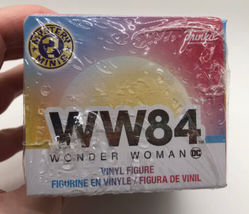 MYSTERY
MINIS
Funko
WW84
WONDER WOMAN DC
VINYL FIGURE
FIGURINE EN VINYLE / FIGURA DE VINIL